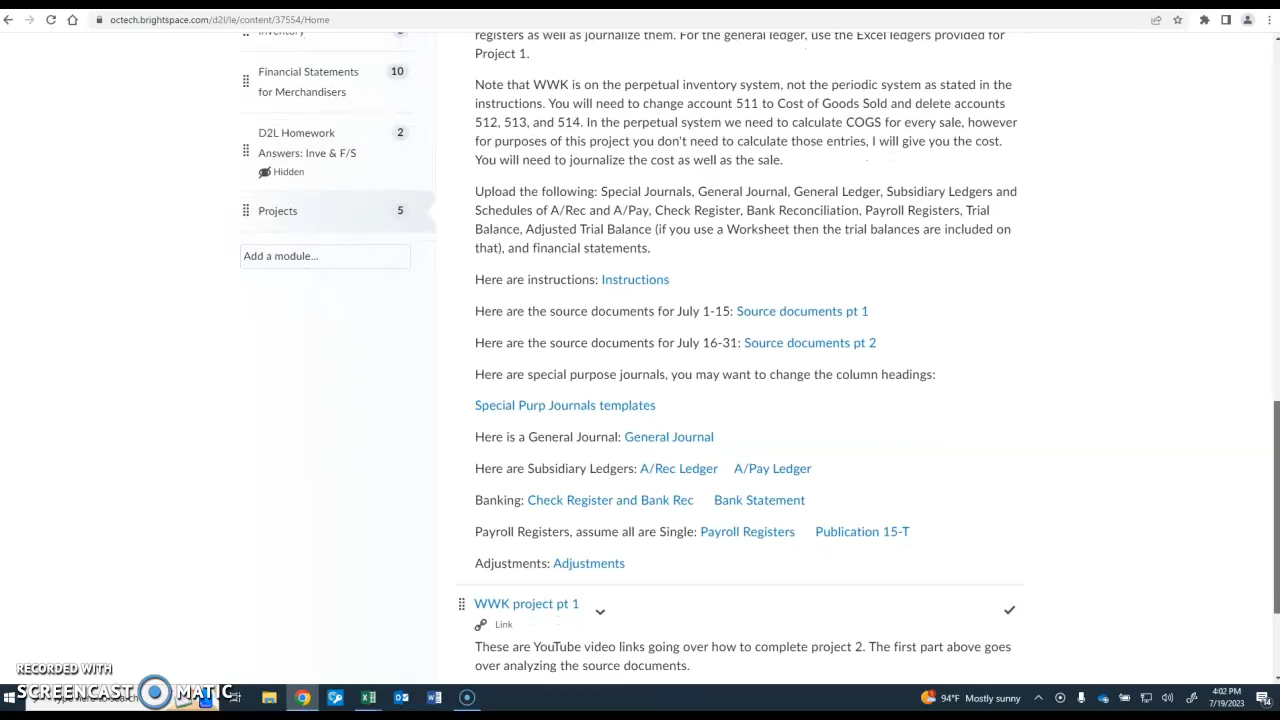 octech.brightspace.com/d2l/le/content/37554/Home
Inventory
Financial Statements 10
for Merchandisers
D2L Homework 2
Answers: Inve & F/S
Hidden
Projects 5
Add a module...
registers as well as journalize them. For the general ledger, use the Excel ledgers provided for
Project 1.
Note that WWK is on the perpetual inventory system, not the periodic system as stated in the
instructions. You will need to change account 511 to Cost of Goods Sold and delete accounts
512, 513, and 514. In the perpetual system we need to calculate COGS for every sale, however
for purposes of this project you don't need to calculate those entries, I will give you the cost.
You will need to journalize the cost as well as the sale.
Upload the following: Special Journals, General Journal, General Ledger, Subsidiary Ledgers and
Schedules of A/Rec and A/Pay, Check Register, Bank Reconciliation, Payroll Registers, Trial
Balance, Adjusted Trial Balance (if you use a Worksheet then the trial balances are included on
that), and financial statements.
Here are instructions: Instructions
Here are the source documents for July 1-15: Source documents pt 1
Here are the source documents for July 16-31: Source documents pt 2
Here are special purpose journals, you may want to change the column headings:
Special Purp Journals templates
Here is a General Journal: General Journal
Here are Subsidiary Ledgers: A/Rec Ledger A/Pay Ledger
Banking: Check Register and Bank Rec Bank Statement
Payroll Registers, assume all are Single: Payroll Registers Publication 15-T
Adjustments: Adjustments
WWK project pt 1
Link
These are YouTube video links going over how to complete project 2. The first part above goes
over analyzing the source documents.
RECORDED WITH
SCREENCAST MATIC
Type here to search
94°F Mostly sunny
4:02 PM
7/19/2023
14